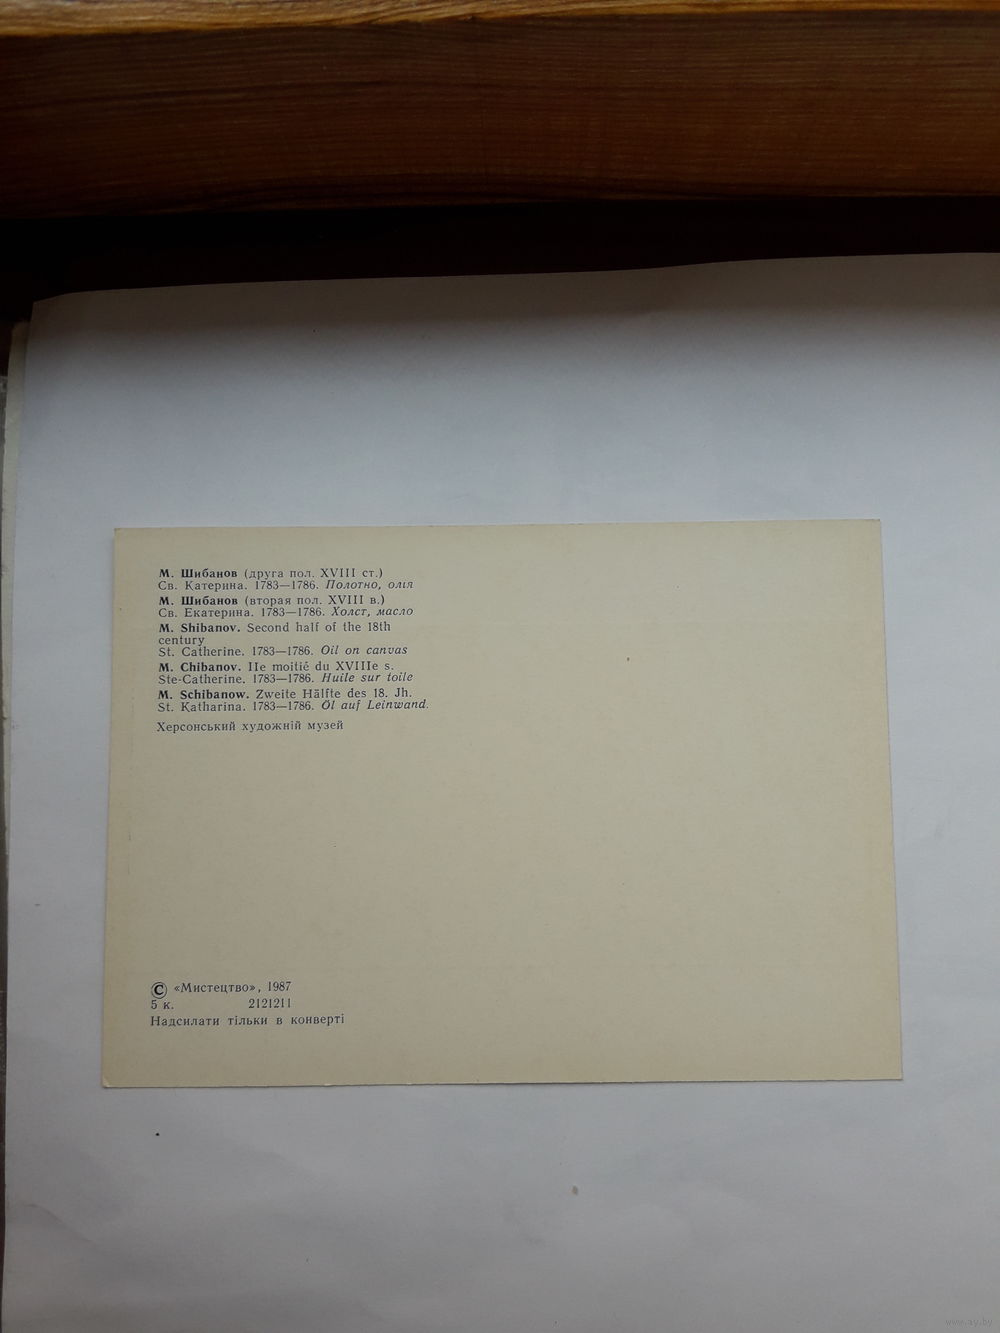 М. Шибанов (друга пол. XVIII ст.)
Св. Катерина. 1783—1786. Полотно, олія
М. Шибанов (вторая пол. XVIII в.)
Св. Екатерина. 1783—1786. Холст, масло
M. Shibanov. Second half of the 18th
century
St. Catherine. 1783—1786. Oil on canvas
M. Chibanov. IIe moitié du XVIIIe s.
Ste-Catherine. 1783—1786. Huile sur toile
M. Schibanow. Zweite Hälfte des 18. Jh.
St. Katharina. 1783—1786. Öl auf Leinwand.
Херсонський художній музей
© «Мистецтво», 1987
5 к. 2121211
Надсилати тільки в конверті
www.ay.by